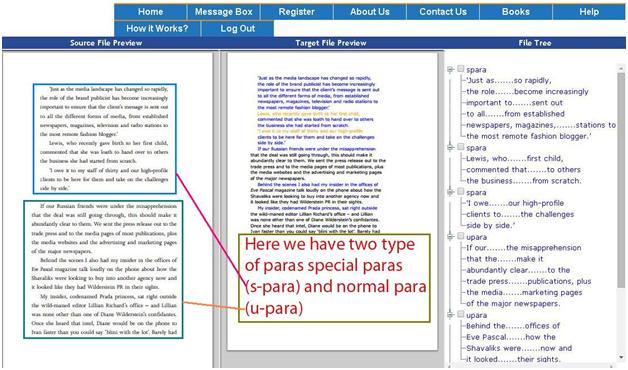 Home
Message Box
Register
About Us
Contact Us
Books
Help
How it Works?
Log Out
Source File Preview
Target File Preview
File Tree
'Just as the media landscape has changed so rapidly,
the role of the brand publicist has become increasingly
important to ensure that the client's message is sent out
to all the different forms of media, from established
newspapers, magazines, television and radio stations to
the most remote fashion blogger.'
Lewis, who recently gave birth to her first child,
commented that she was loath to hand over to others
the business she had started from scratch.
'I owe it to my staff of thirty and our high-profile
clients to be here for them and take on the challenges
side by side.'
If our Russian friends were under the misapprehension
that the deal was still going through, this should make it
abundantly clear to them. We sent the press release out to the
trade press and to the media pages of most publications, plus
the media websites and the advertising and marketing pages
of the major newspapers.
Behind the scenes I also had my insider in the offices of
Eve Pascal magazine talk loudly on the phone about how the
Shavaliks were looking to buy into another agency now and
it looked like they had Wilderstein PR in their sights.
My insider, codenamed Prada princess, sat right outside
the wild-maned editor Lillian Richard's office – and Lillian
was none other than one of Diane Wilderstein's confidantes.
Once she heard that intel, Diane would be on the phone to
Ivan faster than you could say 'blini with the lot'. Barely had
'Just as the media landscape has changed so rapidly,
the role of the brand publicist has become increasingly
important to ensure that the client's message is sent out
to all the different forms of media, from established
newspapers, magazines, television and radio stations to
the most remote fashion blogger.'
Lewis, who recently gave birth to her first child,
commented that she was loath to hand over to others
the business she had started from scratch.
'I owe it to my staff of thirty and our high-profile
clients to be here for them and take on the challenges
side by side.'
If our Russian friends were under the misapprehension
that the deal was still going through, this should make it
abundantly clear to them. We sent the press release out to the
trade press and to the media pages of most publications, plus
the media websites and the advertising and marketing pages
of the major newspapers.
Behind the scenes I also had my insider in the offices of
Eve Pascal magazine talk loudly on the phone about how the
Shavaliks were looking to buy into another agency now and
it looked like they had Wilderstein PR in their sights.
My insider, codenamed Prada princess, sat right outside
the wild-maned editor Lillian Richard's office – and Lillian
was none other than one of Diane Wilderstein's confidantes.
Once she heard that intel, Diane would be on the phone to
Ivan faster than you could say 'blini with the lot'. Barely had
Here we have two type
of paras special paras
(s-para) and normal para
(u-para)
spara
'Just as.......so rapidly,
the role.......become increasingly
important to.......sent out
to all.......from established
newspapers, magazines,.......stations to
the most remote fashion blogger.'
spara
Lewis, who.......first child,
commented that.......to others
the business.......from scratch.
spara
'I owe.......our high-profile
clients to.......the challenges
side by side.'
upara
If our.......the misapprehension
that the.......make it
abundantly clear.......to the
trade press.......publications, plus
the media.......marketing pages
of the major newspapers.
upara
Behind the.......offices of
Eve Pascal.......how the
Shavaliks were.......now and
it looked.......their sights.